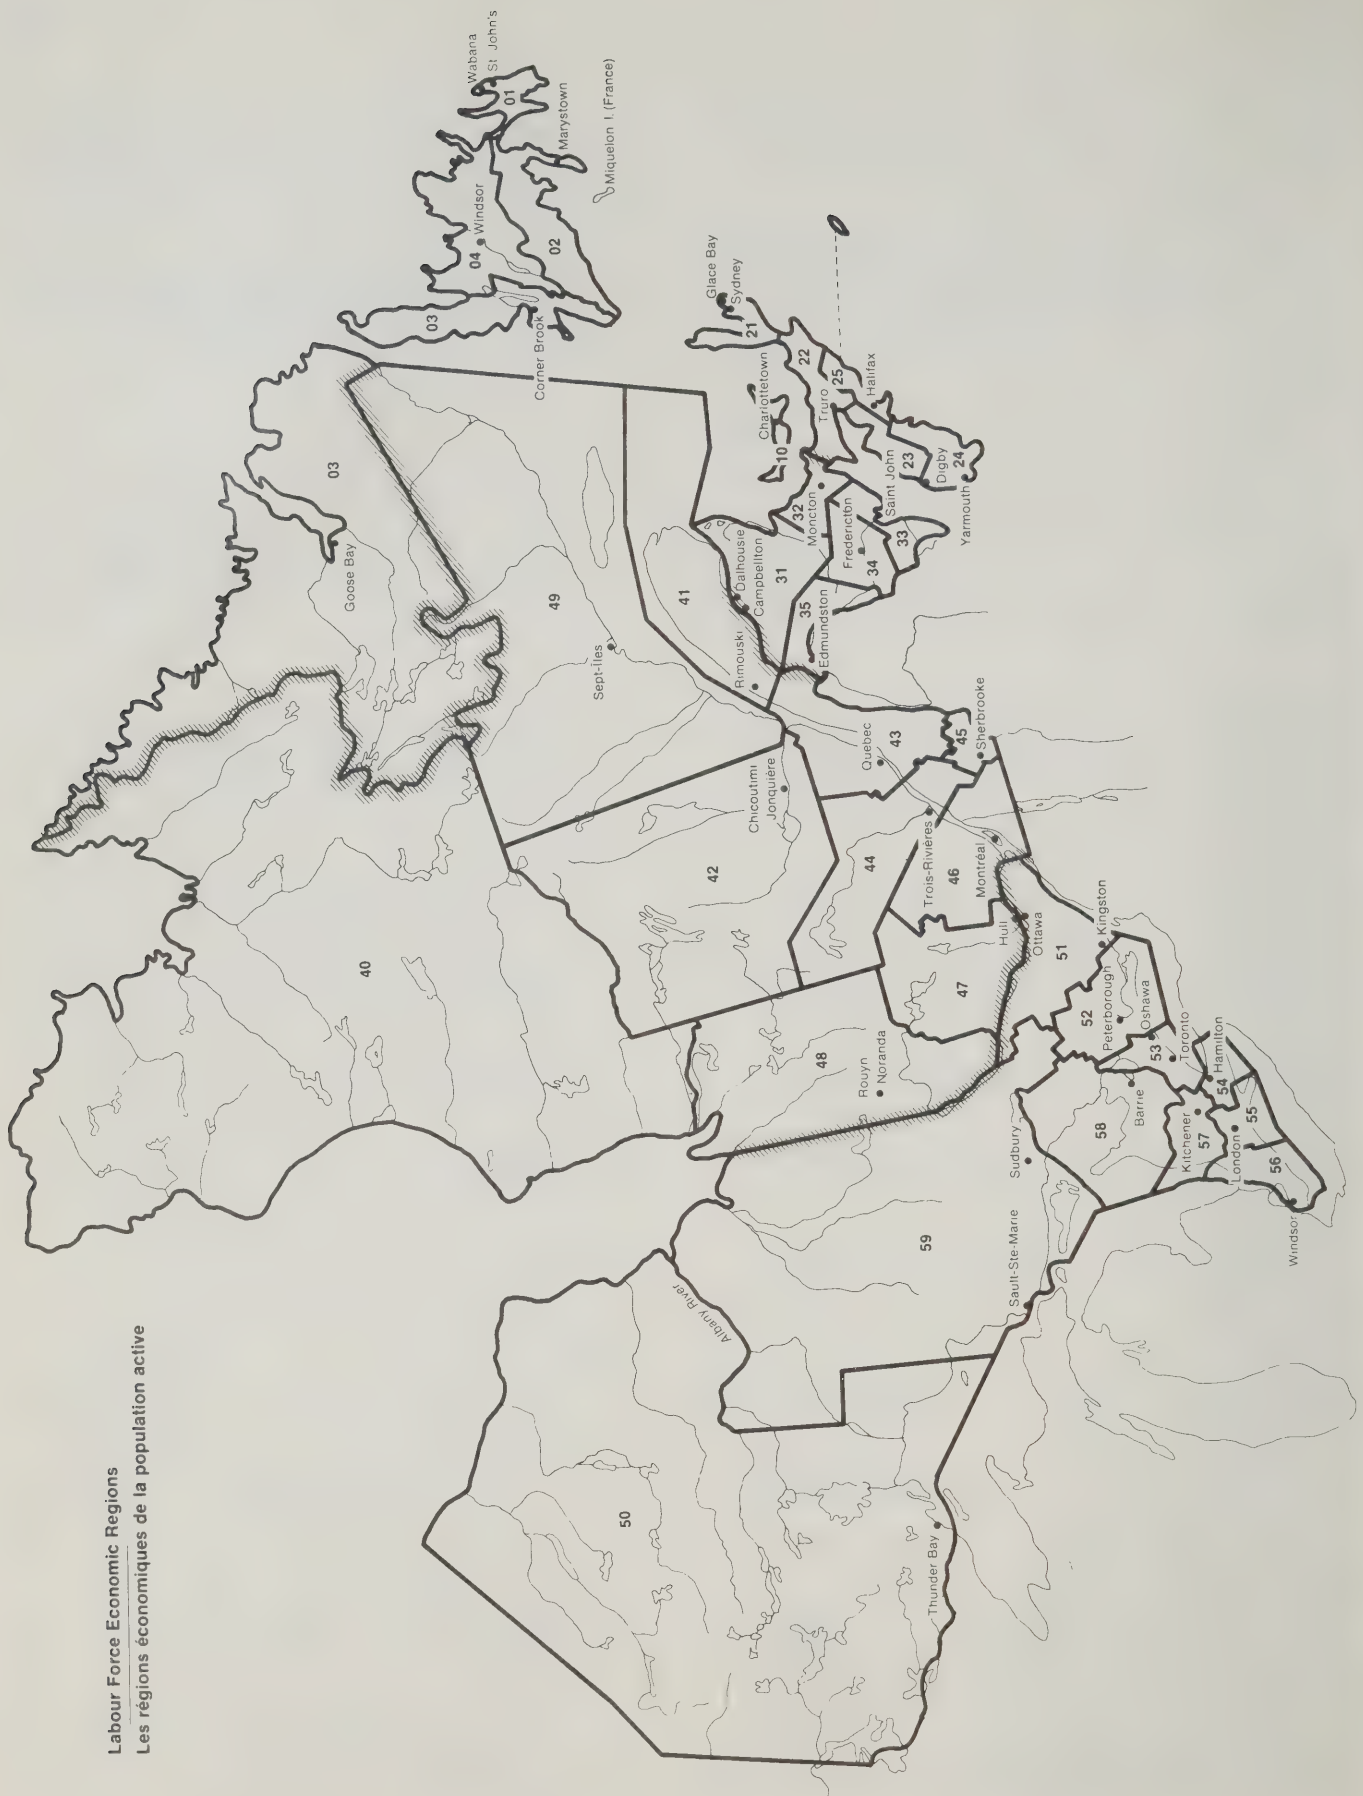 Labour Force Economic Regions
Les régions économiques de la population active
Wabana
St John's
01
Marystown
Miquelon I. (France)
Windsor
04
02
03
Corner Brook
03
Goose Bay
Glace Bay
Sydney
21
22
25
Halifax
Truro
Charlottetown
10
23
Digby
24
Yarmouth
Saint John
33
Moncton
32
Fredericton
34
Dalhousie
Campbellton
31
35
Edmundston
41
Rimouski
49
Sept-Îles
Quebec
43
45
Sherbrooke
Chicoutimi
Jonquière
42
44
Trois-Rivières
46
Montréal
40
Hull
Ottawa
51
Kingston
47
52
Peterborough
Oshawa
53
Toronto
Hamilton
54
55
48
Rouyn
Noranda
Barrie
58
Kitchener
57
London
56
Windsor
Sudbury
59
Sault-Ste-Marie
Albany River
50
Thunder Bay